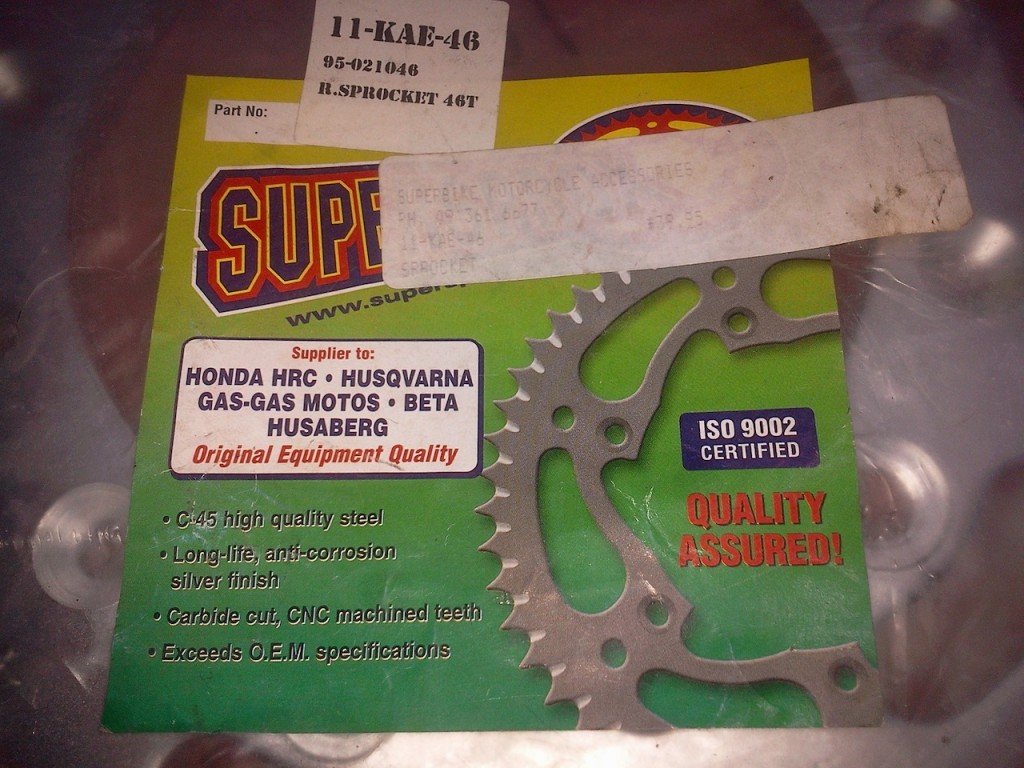 11-KAE-46
95-021046
R.SPROCKET 46T
Part No:
SUPE
SUPERBIKE MOTORCYCLE ACCESSORIES
PH. 09 361 6677
$79.95
11-KAE-46
SPROCKET
www.supers
Supplier to:
HONDA HRC • HUSQVARNA
GAS-GAS MOTOS • BETA
HUSABERG
Original Equipment Quality
ISO 9002
CERTIFIED
QUALITY
ASSURED!
• C-45 high quality steel
• Long-life, anti-corrosion
silver finish
• Carbide cut, CNC machined teeth
• Exceeds O.E.M. specifications